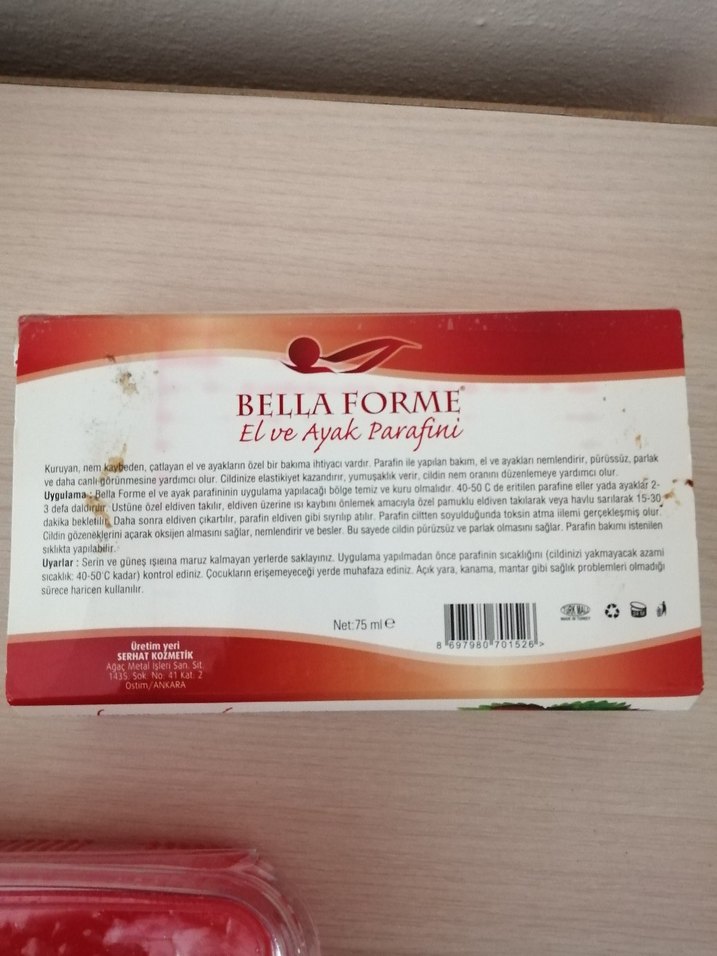 BELLA FORME®
El ve Ayak Parafini
Kuruyan, nem kaybeden, çatlayan el ve ayakların özel bir bakıma ihtiyacı vardır. Parafin ile yapılan bakım, el ve ayakları nemlendirir, pürüssüz, parlak
ve daha canlı görünmesine yardımcı olur. Cildinize elastikiyet kazandırır, yumuşaklık verir, cildin nem oranını düzenlemeye yardımcı olur.
Uygulama : Bella Forme el ve ayak parafininin uygulama yapılacağı bölge temiz ve kuru olmalıdır. 40-50 C de eritilen parafine eller yada ayaklar 2-
3 defa daldırılır. Üstüne özel eldiven takılır, eldiven üzerine ısı kaybını önlemek amacıyla özel pamuklu eldiven takılarak veya havlu sarılarak 15-30
dakika bekletilir. Daha sonra eldiven çıkartılır, parafin eldiven gibi sıyrılıp atılır. Parafin ciltten soyulduğunda toksin atma iilemi gerçekleşmiş olur.
Cildin gözeneklerini açarak oksijen almasını sağlar, nemlendirir ve besler. Bu sayede cildin pürüzsüz ve parlak olmasını sağlar. Parafin bakımı istenilen
sıklıkta yapılabilir.
Uyarılar : Serin ve güneş ışıeına maruz kalmayan yerlerde saklayınız. Uygulama yapılmadan önce parafinin sıcaklığını (cildinizi yakmayacak azami
sıcaklık: 40-50°C kadar) kontrol ediniz. Çocukların erişemeyeceği yerde muhafaza ediniz. Açık yara, kanama, mantar gibi sağlık problemleri olmadığı
sürece haricen kullanılır.
Net:75 ml e
TÜRK MALI
MADE IN TURKEY
8 697980 701526 >
Üretim yeri
SERHAT KOZMETİK
Ağaç Metal İşleri San. Sit.
1435. Sok. No: 41 Kat: 2
Ostim/ANKARA